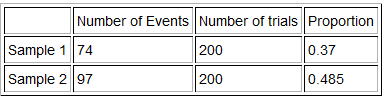 Number of Events Number of trials Proportion
Sample 1 74 200 0.37
Sample 2 97 200 0.485